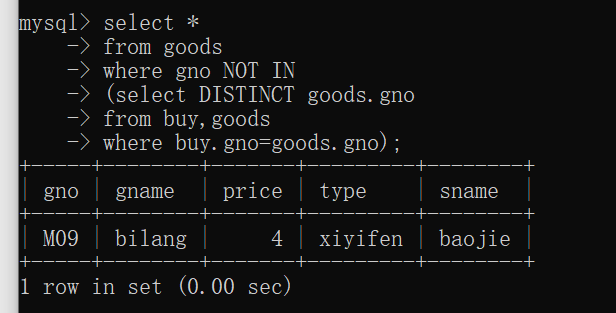 mysql> select *
    -> from goods
    -> where gno NOT IN
    -> (select DISTINCT goods.gno
    -> from buy,goods
    -> where buy.gno=goods.gno);
+-----+--------+-------+----------+--------+
| gno | gname  | price | type     | sname  |
+-----+--------+-------+----------+--------+
| M09 | bilang |     4 | xiyifen | baojie |
+-----+--------+-------+----------+--------+
1 row in set (0.00 sec)